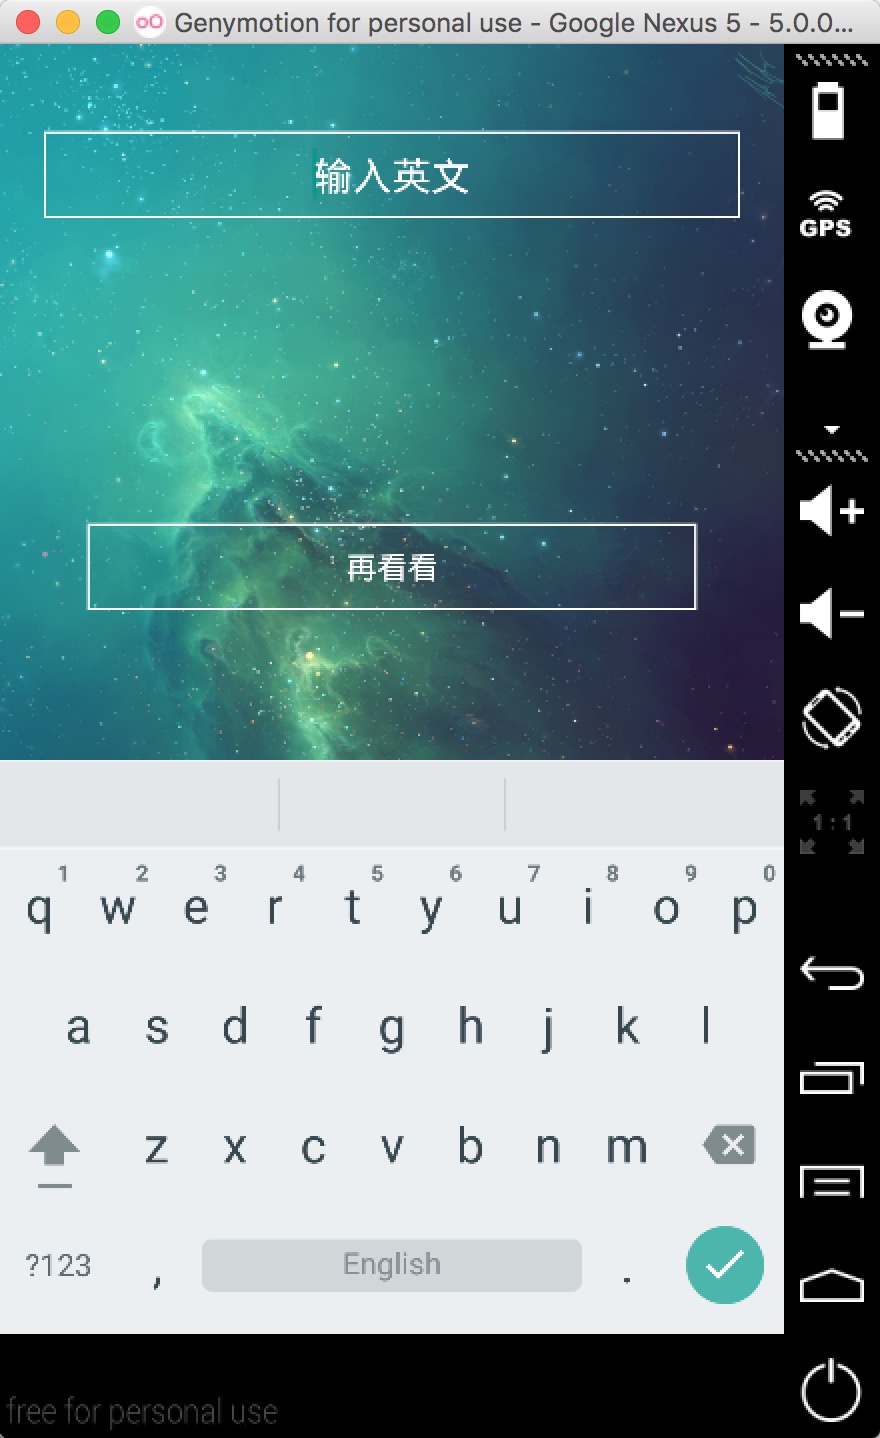 Genymotion for personal use - Google Nexus 5 - 5.0.0...
输入英文
GPS
再看看
1:1
1 2 3 4 5 6 7 8 9 0
q w e r t y u i o p
a s d f g h j k l
z x c v b n m
?123 , English .
free for personal use